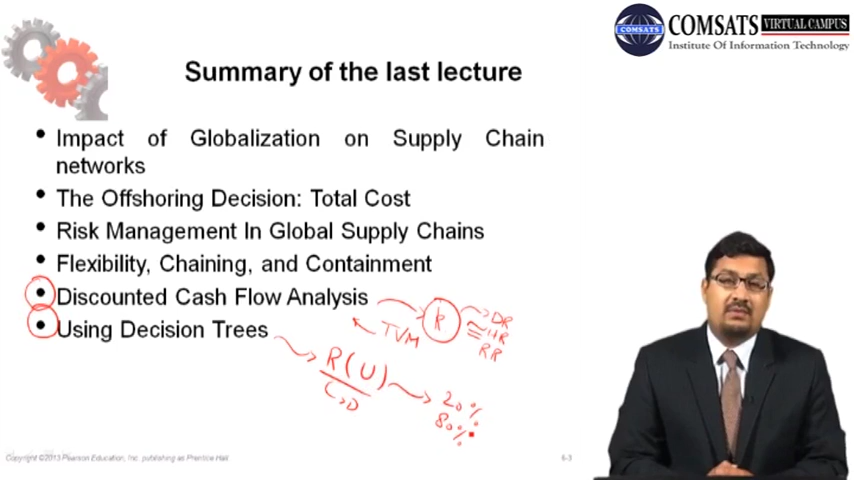 COMSATS VIRTUAL CAMPUS
Institute Of Information Technology
Summary of the last lecture
• Impact of Globalization on Supply Chain
networks
• The Offshoring Decision: Total Cost
• Risk Management In Global Supply Chains
• Flexibility, Chaining, and Containment
• Discounted Cash Flow Analysis
• Using Decision Trees
k
DR
HR
RR
TVM
R(U)
20%
80%
Copyright ©2013 Pearson Education, Inc. publishing as Prentice Hall
6-3